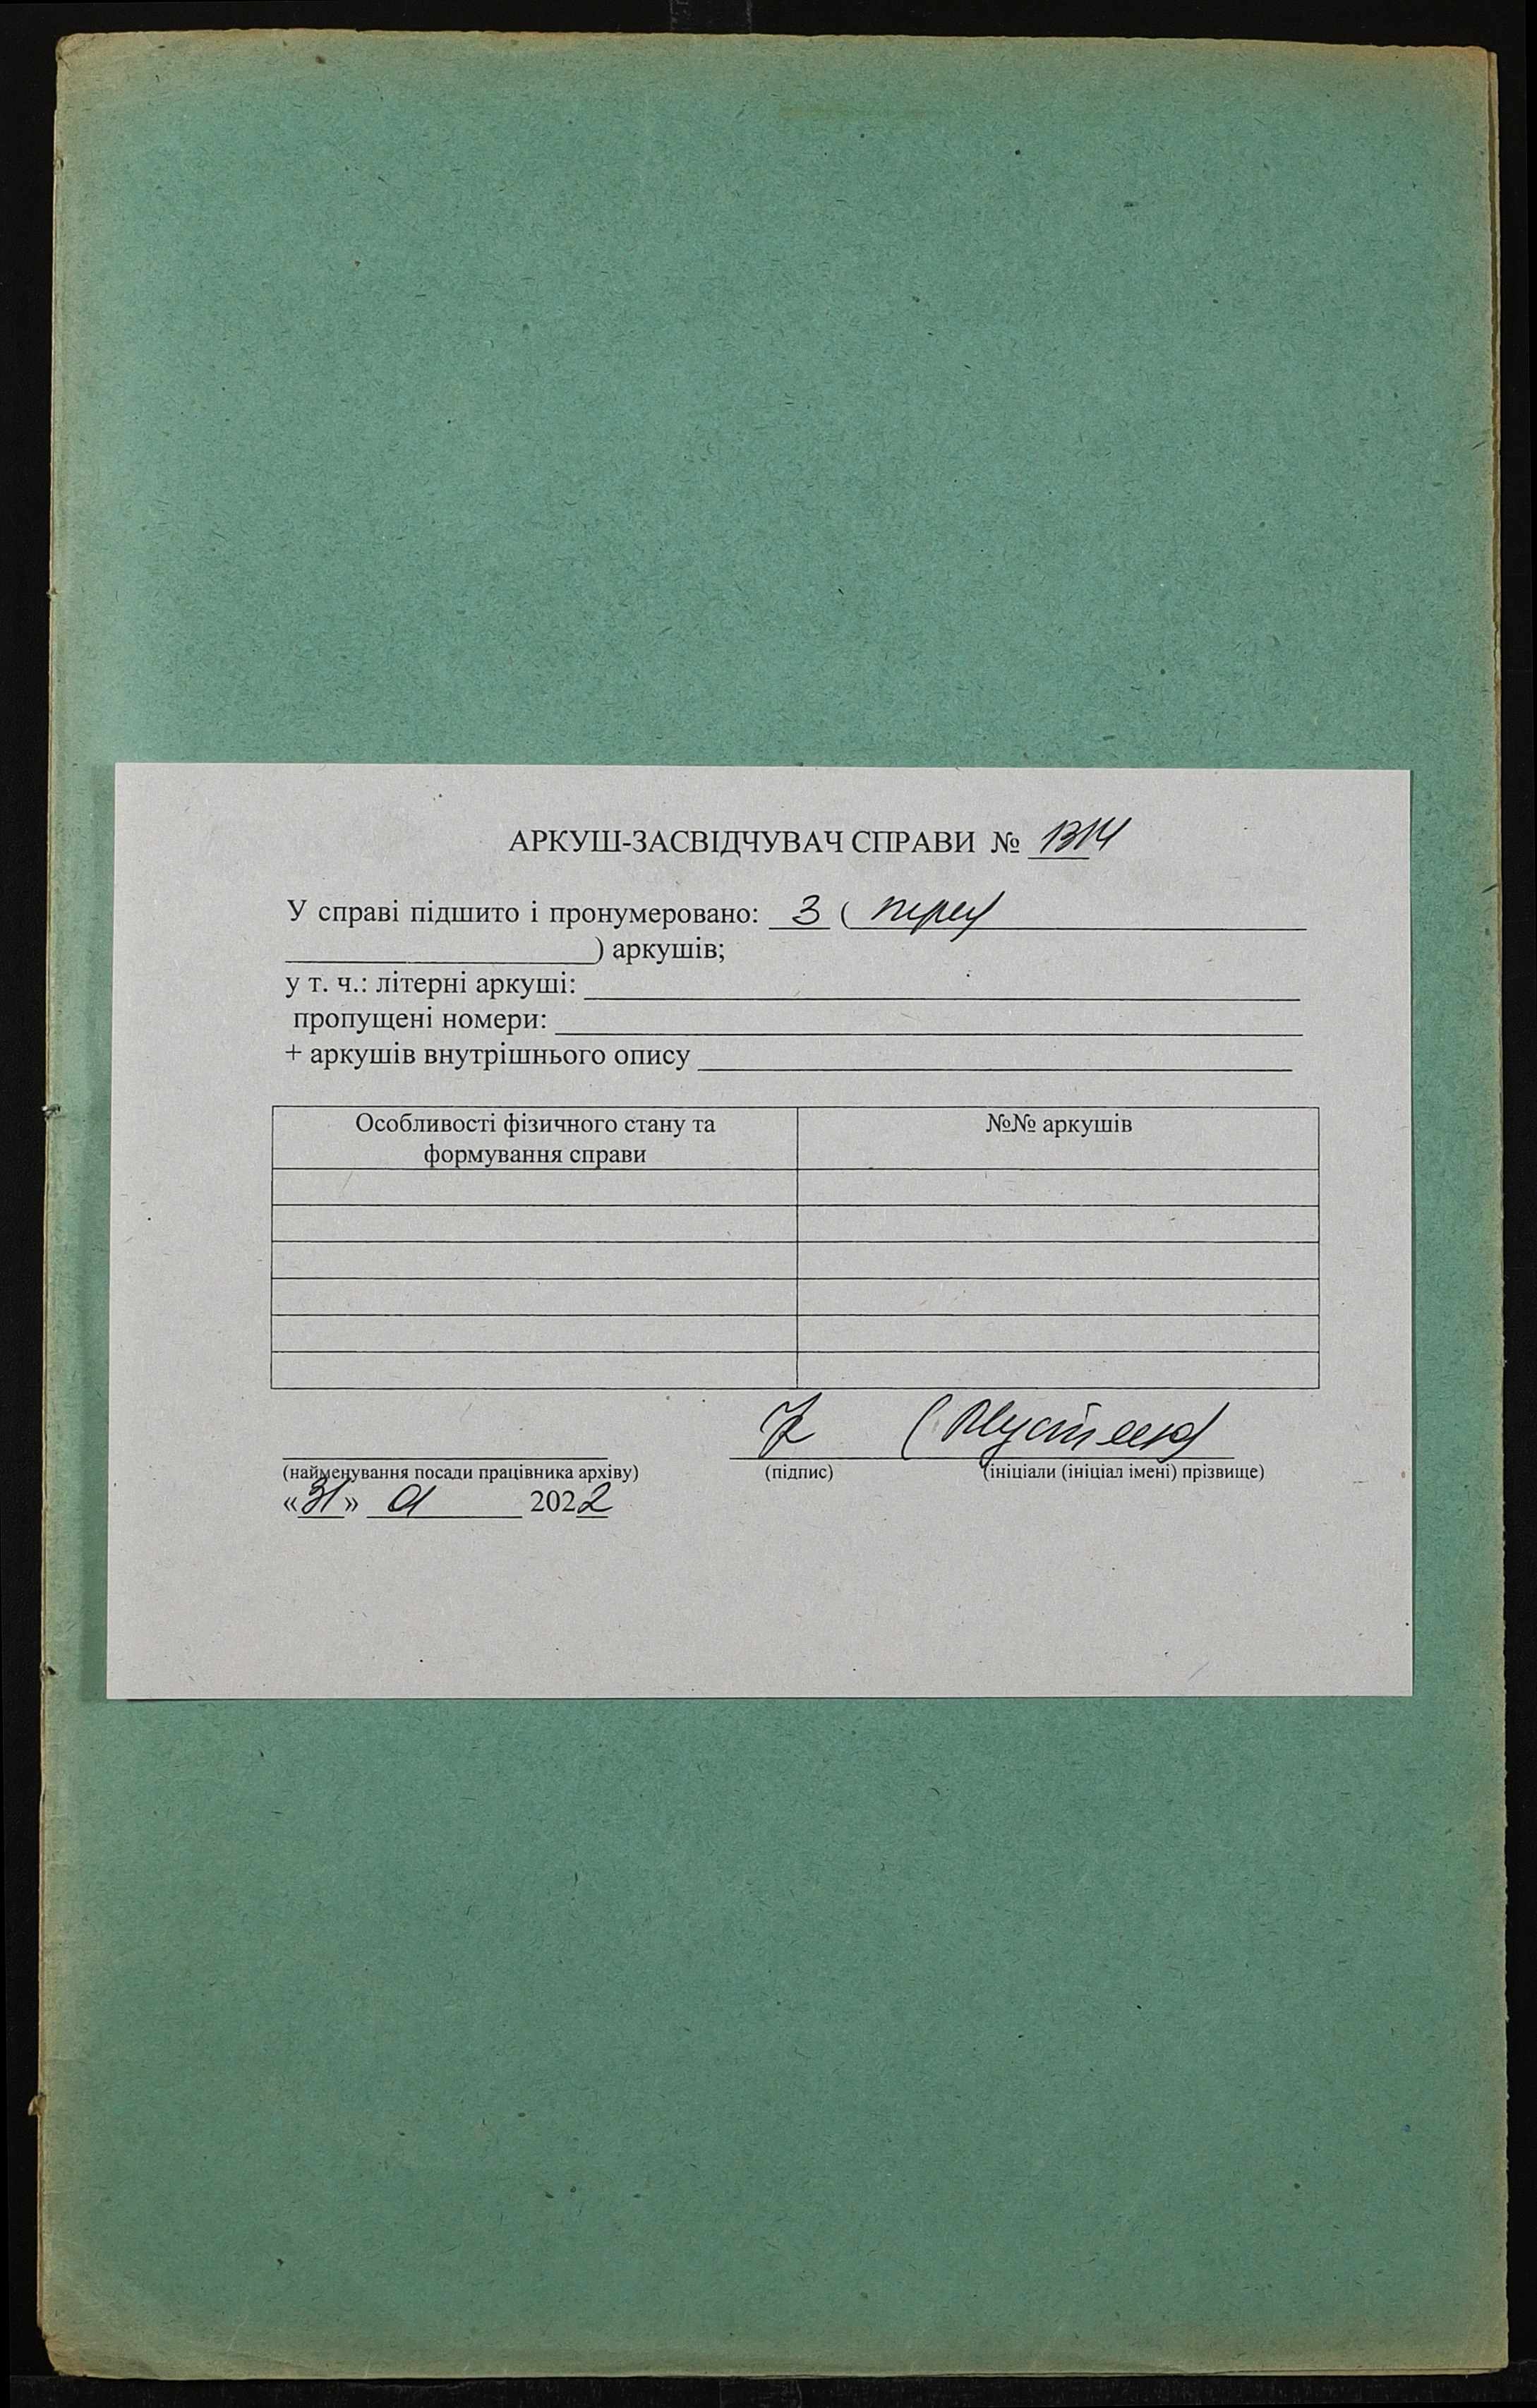 АРКУШ-ЗАСВІДЧУВАЧ СПРАВИ № 1314
У справі підшито і пронумеровано: 3 (
) аркушів;
у т. ч.: літерні аркуші:
пропущені номери:
+ аркушів внутрішнього опису
Особливості фізичного стану та
формування справи
№№ аркушів
(найменування посади працівника архіву)
(підпис)
(ініціали (ініціал імені) прізвище)
«31» 01 2022